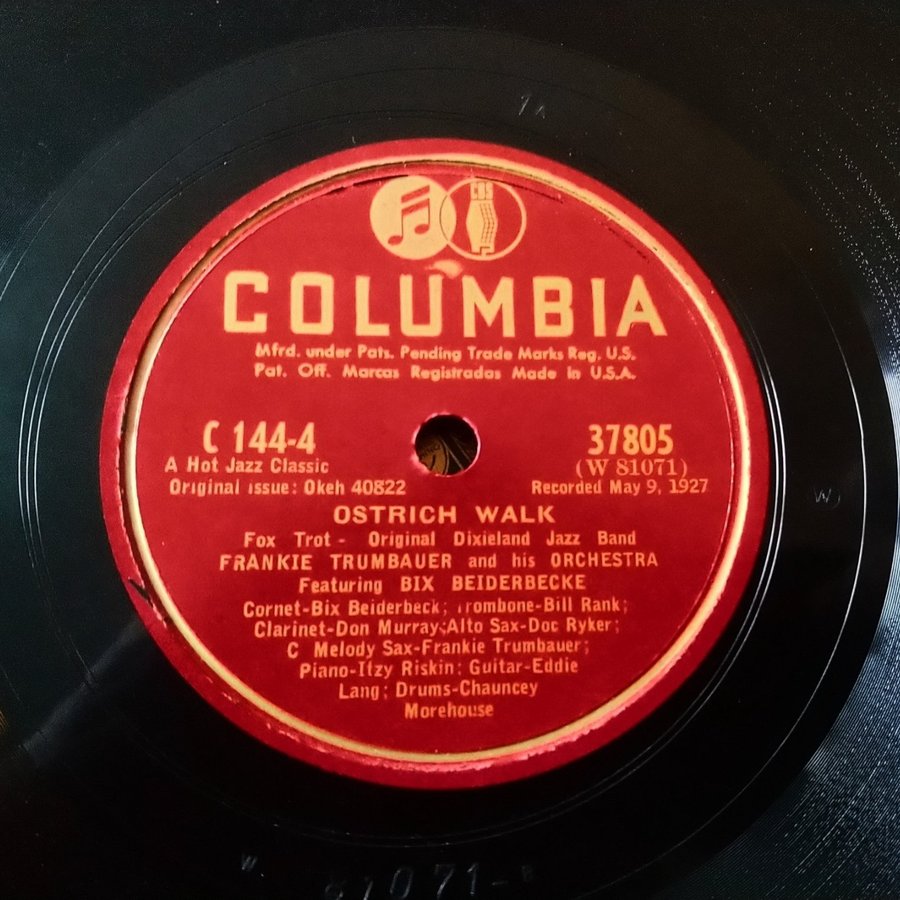 7A
CBS
COLUMBIA
Mfrd. under Pats. Pending Trade Marks Reg. U.S.
Pat. Off. Marcas Registradas Made in U.S.A.
C 144-4
37805
A Hot Jazz Classic
(W 81071)
Original issue: Okeh 40822
Recorded May 9, 1927
OSTRICH WALK
Fox Trot - Original Dixieland Jazz Band
FRANKIE TRUMBAUER and his ORCHESTRA
Featuring BIX BEIDERBECKE
Cornet-Bix Beiderbeck; Trombone-Bill Rank;
Clarinet-Don Murray; Alto Sax-Doc Ryker;
C Melody Sax-Frankie Trumbauer;
Piano-Itzy Riskin; Guitar-Eddie
Lang; Drums-Chauncey
Morehouse
W
W 81071-B